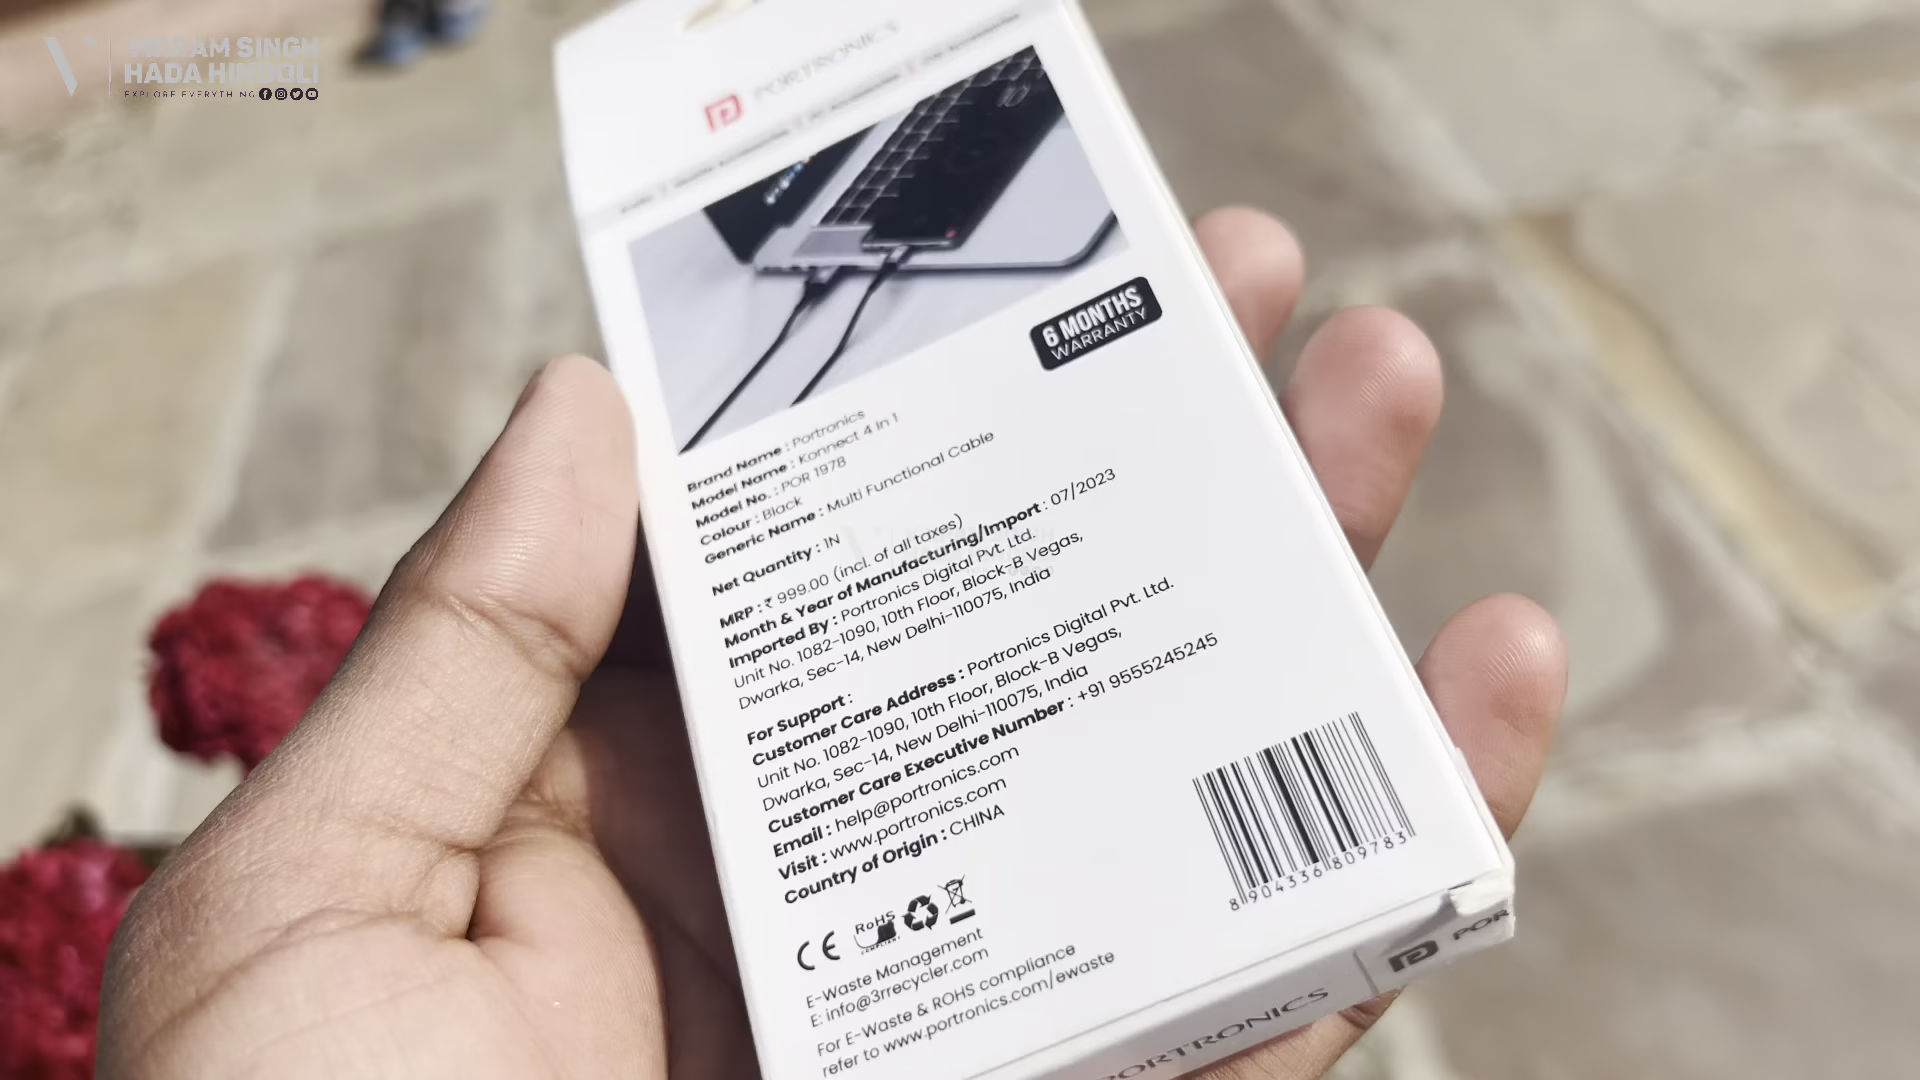 VIKRAM SINGH
HADA HINDOLI
EXPLORE EVERYTHING
PORTRONICS
10
6 MONTHS
WARRANTY
Brand Name : Portronics
Model Name : Konnect 4 in 1
Model No. : POR 1978
Colour : Black
Generic Name : Multi Functional Cable
Net Quantity : 1N
MRP : ₹ 999.00 (incl. of all taxes)
Month & Year of Manufacturing/Import : 07/2023
Imported By : Portronics Digital Pvt. Ltd.
Unit No. 1082-1090, 10th Floor, Block-B Vegas,
Dwarka, Sec-14, New Delhi-110075, India
For Support :
Customer Care Address : Portronics Digital Pvt. Ltd.
Unit No. 1082-1090, 10th Floor, Block-B Vegas,
Dwarka, Sec-14, New Delhi-110075, India
Customer Care Executive Number : +91 9555245245
Email : help@portronics.com
Visit : www.portronics.com
Country of Origin : CHINA
CE RoHS
COMPLIANT
8 904336 809783
E-Waste Management
E: info@3rrecycler.com
For E-Waste & ROHS compliance
refer to www.portronics.com/ewaste
PORTRONICS
POR